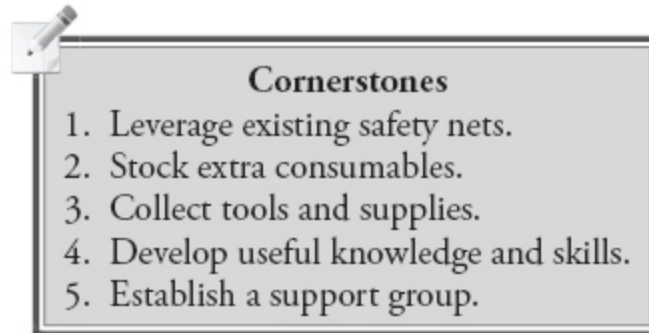 Cornerstones
1. Leverage existing safety nets.
2. Stock extra consumables.
3. Collect tools and supplies.
4. Develop useful knowledge and skills.
5. Establish a support group.